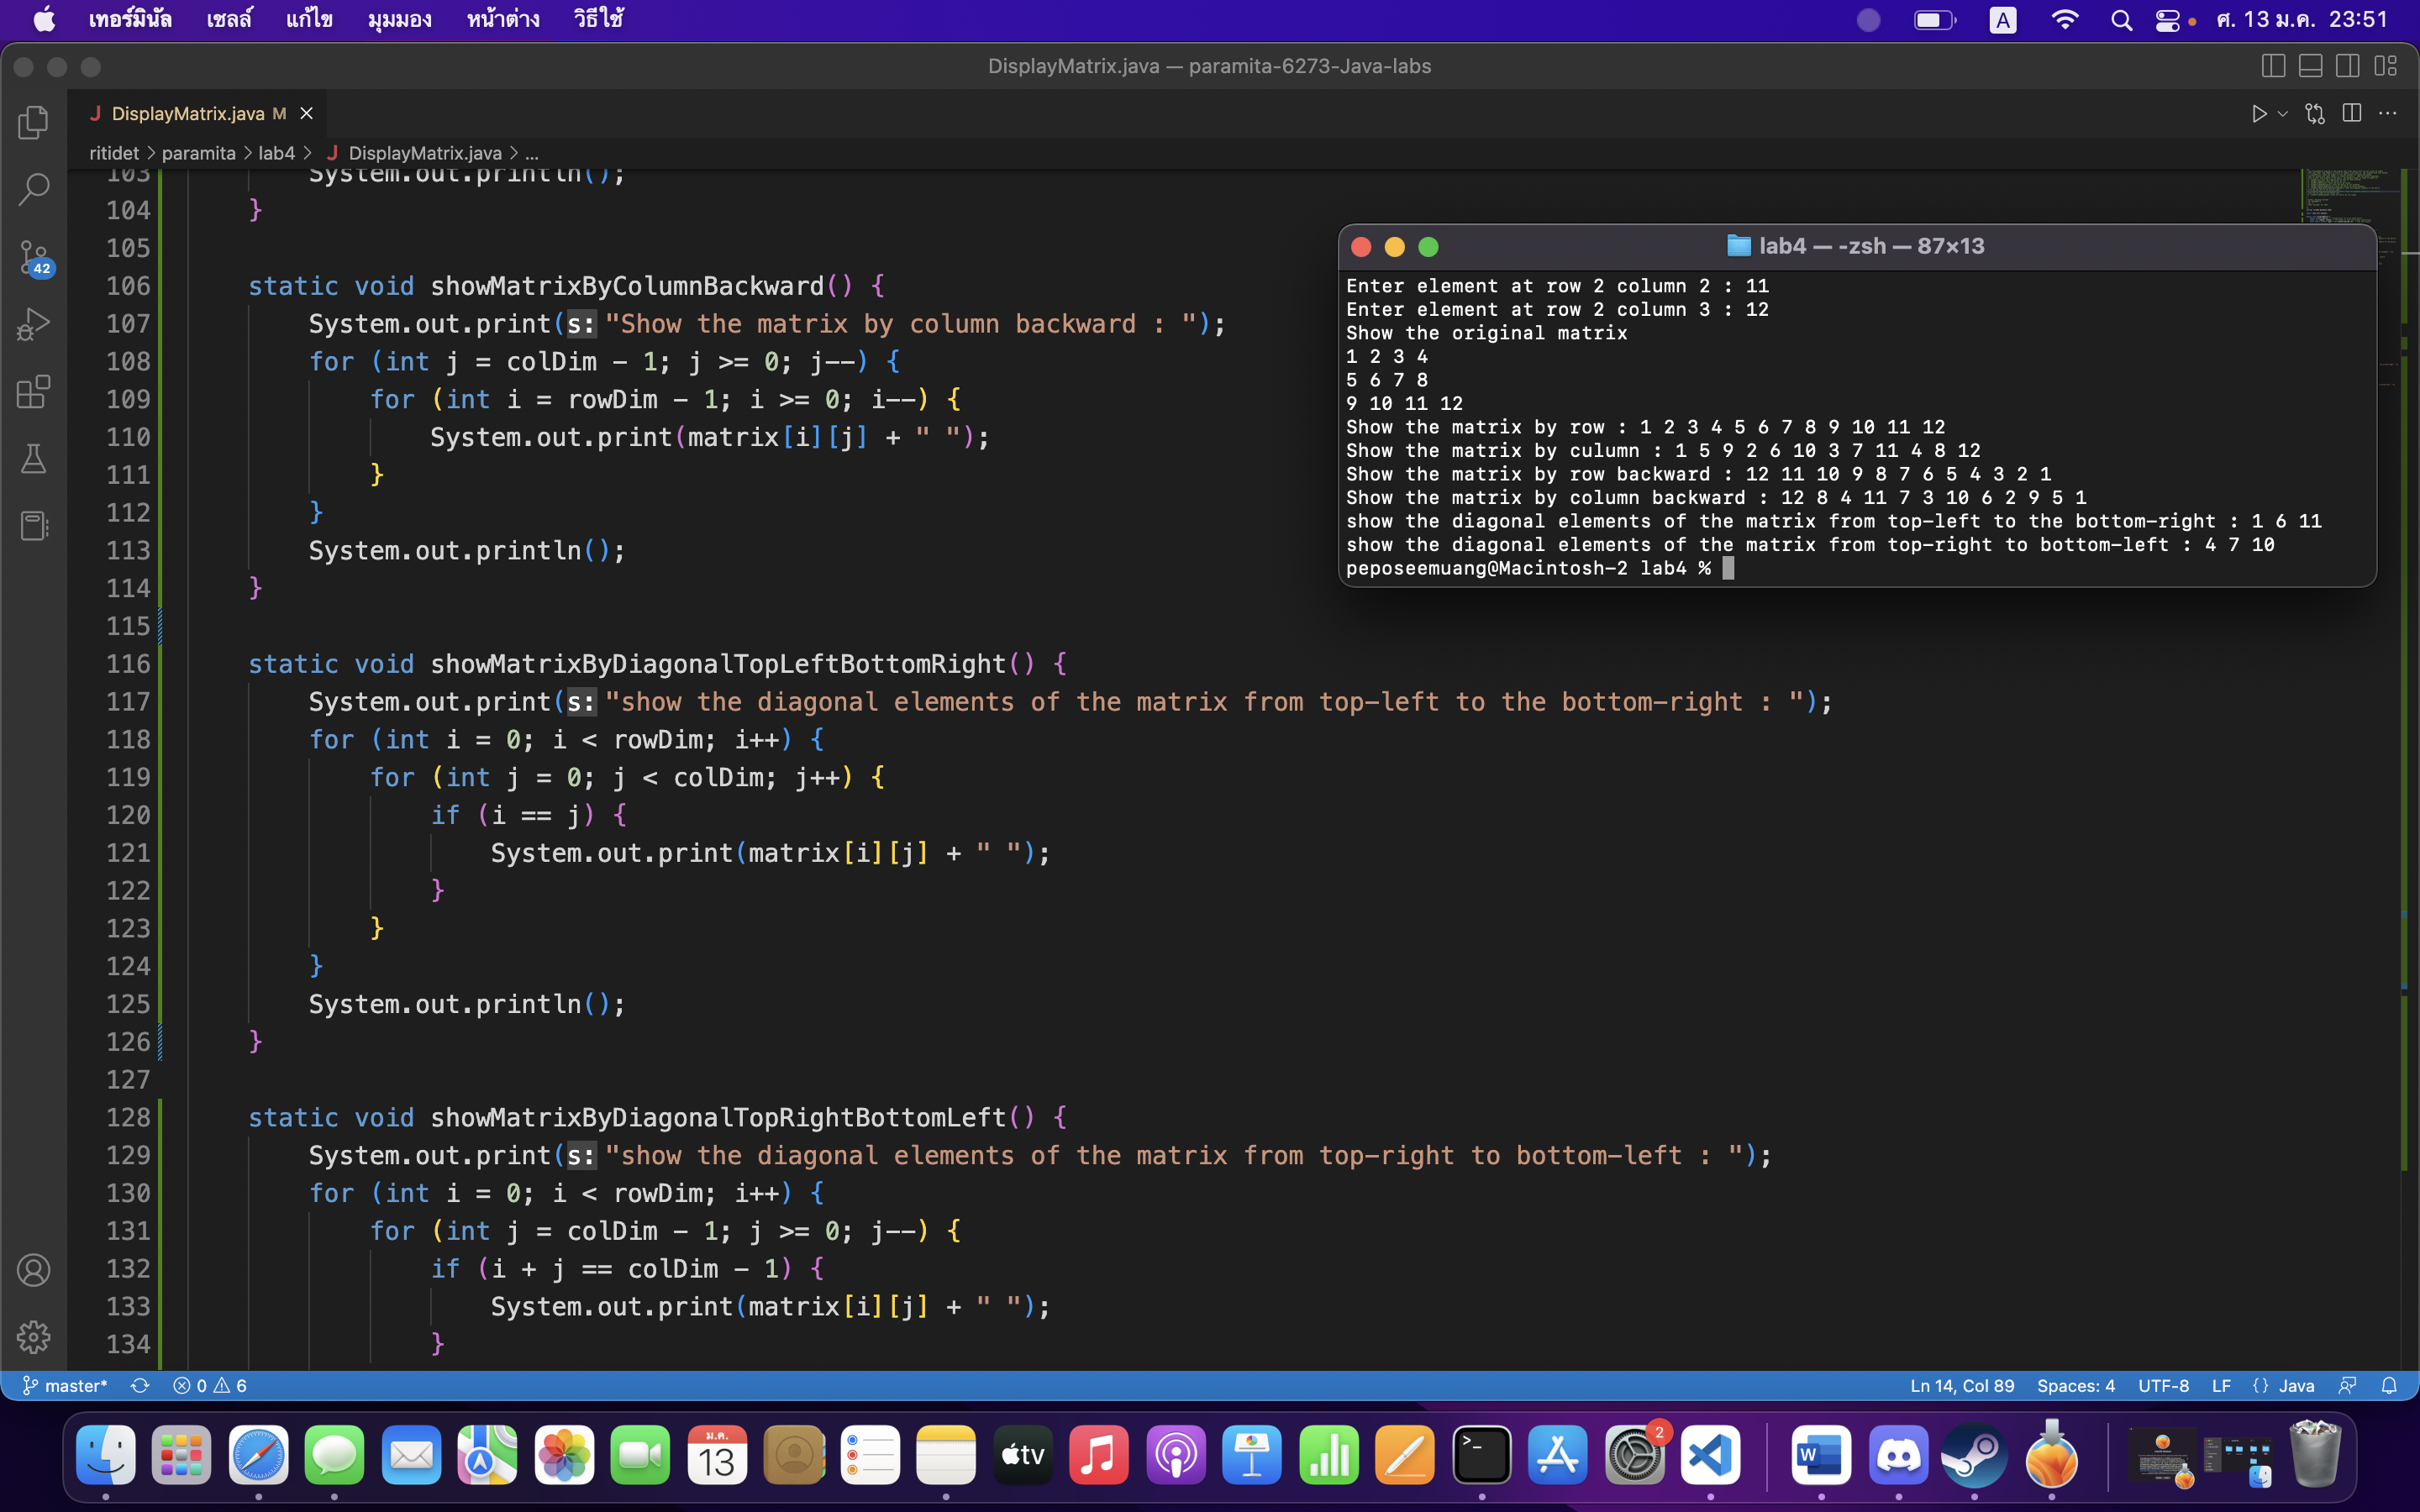 เทอร์มินัล เชลล์ แก้ไข มุมมอง หน้าต่าง วิธีใช้ A ศ. 13 ม.ค. 23:51
DisplayMatrix.java — paramita-6273-Java-labs
J DisplayMatrix.java M
ritidet > paramita > lab4 > J DisplayMatrix.java > ...
103 System.out.println();
104 }
105
106 static void showMatrixByColumnBackward() {
107 System.out.print(s: "Show the matrix by column backward : ");
108 for (int j = colDim - 1; j >= 0; j--) {
109 for (int i = rowDim - 1; i >= 0; i--) {
110 System.out.print(matrix[i][j] + " ");
111 }
112 }
113 System.out.println();
114 }
115
116 static void showMatrixByDiagonalTopLeftBottomRight() {
117 System.out.print(s: "show the diagonal elements of the matrix from top-left to the bottom-right : ");
118 for (int i = 0; i < rowDim; i++) {
119 for (int j = 0; j < colDim; j++) {
120 if (i == j) {
121 System.out.print(matrix[i][j] + " ");
122 }
123 }
124 }
125 System.out.println();
126 }
127
128 static void showMatrixByDiagonalTopRightBottomLeft() {
129 System.out.print(s: "show the diagonal elements of the matrix from top-right to bottom-left : ");
130 for (int i = 0; i < rowDim; i++) {
131 for (int j = colDim - 1; j >= 0; j--) {
132 if (i + j == colDim - 1) {
133 System.out.print(matrix[i][j] + " ");
134 }
lab4 — -zsh — 87×13
Enter element at row 2 column 2 : 11
Enter element at row 2 column 3 : 12
Show the original matrix
1 2 3 4
5 6 7 8
9 10 11 12
Show the matrix by row : 1 2 3 4 5 6 7 8 9 10 11 12
Show the matrix by culumn : 1 5 9 2 6 10 3 7 11 4 8 12
Show the matrix by row backward : 12 11 10 9 8 7 6 5 4 3 2 1
Show the matrix by column backward : 12 8 4 11 7 3 10 6 2 9 5 1
show the diagonal elements of the matrix from top-left to the bottom-right : 1 6 11
show the diagonal elements of the matrix from top-right to bottom-left : 4 7 10
peposeemuang@Macintosh-2 lab4 %
42
master* 0 6 Ln 14, Col 89 Spaces: 4 UTF-8 LF {} Java
ม.ค.
13
tv
>_
2
W